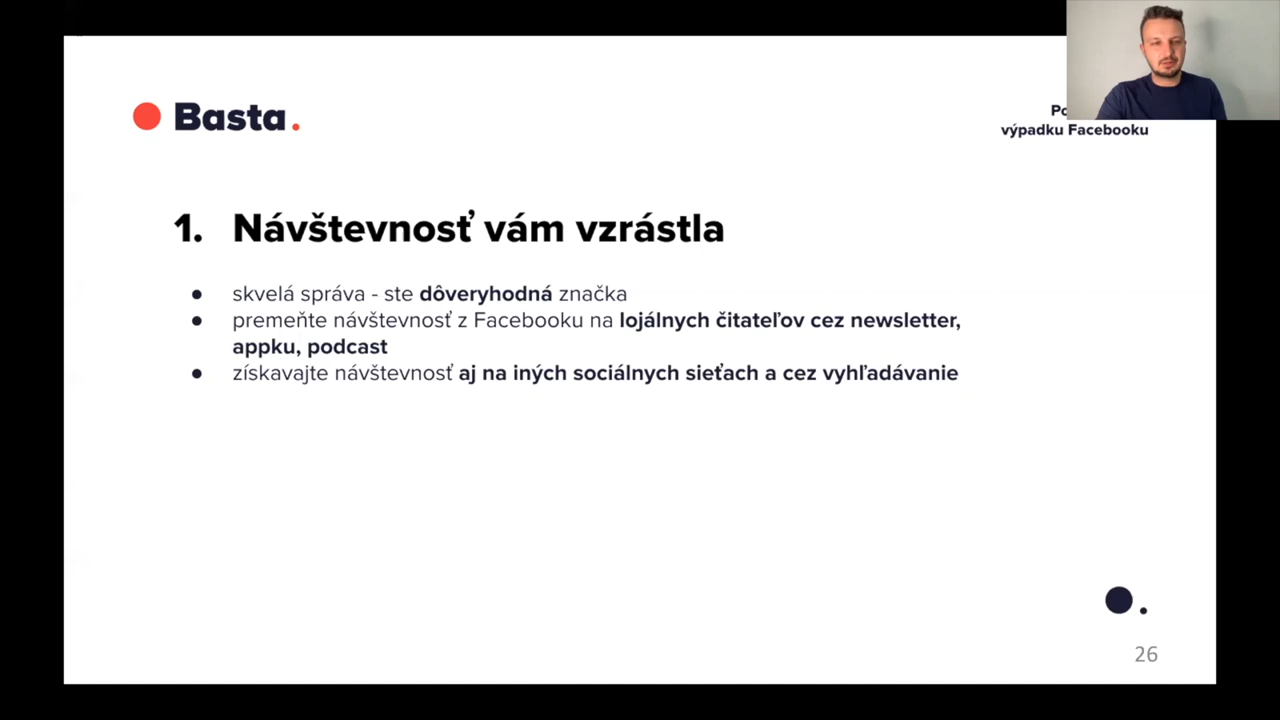 Basta.
výpadku Facebooku
1. Návštevnosť vám vzrástla
● skvelá správa - ste dôveryhodná značka
● premeňte návštevnosť z Facebooku na lojálnych čitateľov cez newsletter,
appku, podcast
● získavajte návštevnosť aj na iných sociálnych sieťach a cez vyhľadávanie
26